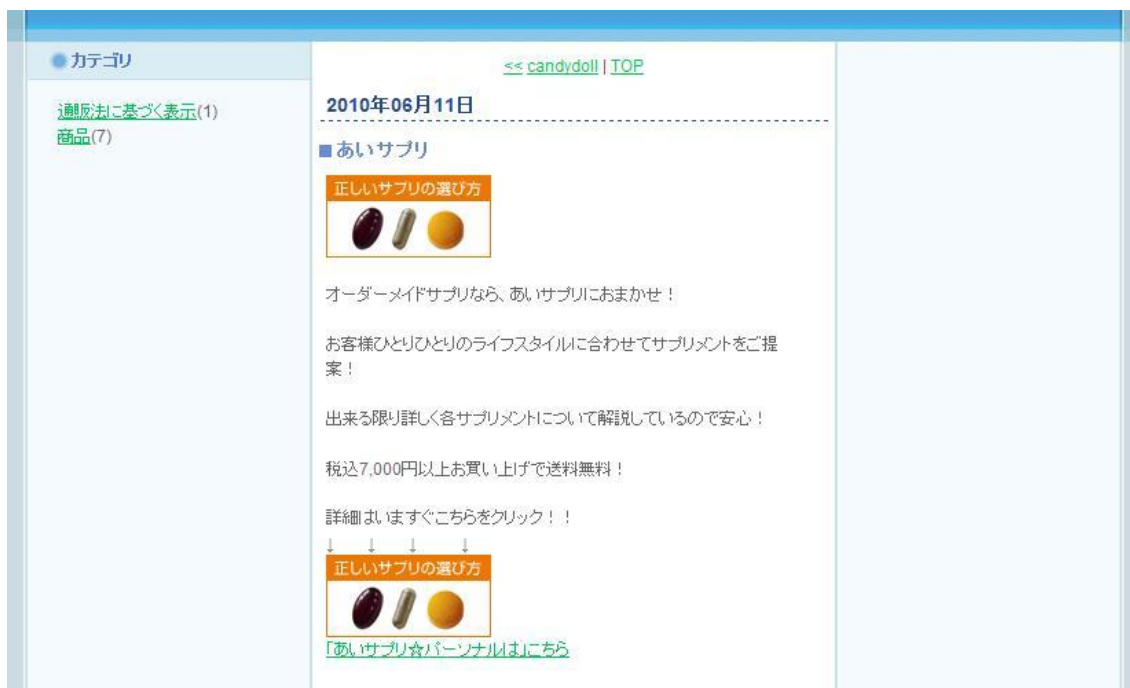 カテゴリ
通販法に基づく表示(1)
商品(7)
<< candydoll | TOP
2010年06月11日
■あいサプリ
正しいサプリの選び方
オーダーメイドサプリなら、あいサプリにおまかせ！
お客様ひとりひとりのライフスタイルに合わせてサプリメントをご提
案！
出来る限り詳しく各サプリメントについて解説しているので安心！
税込7,000円以上お買い上げで送料無料！
詳細はいますぐこちらをクリック！！
↓ ↓ ↓ ↓
正しいサプリの選び方
「あいサプリ☆パーソナルは」こちら